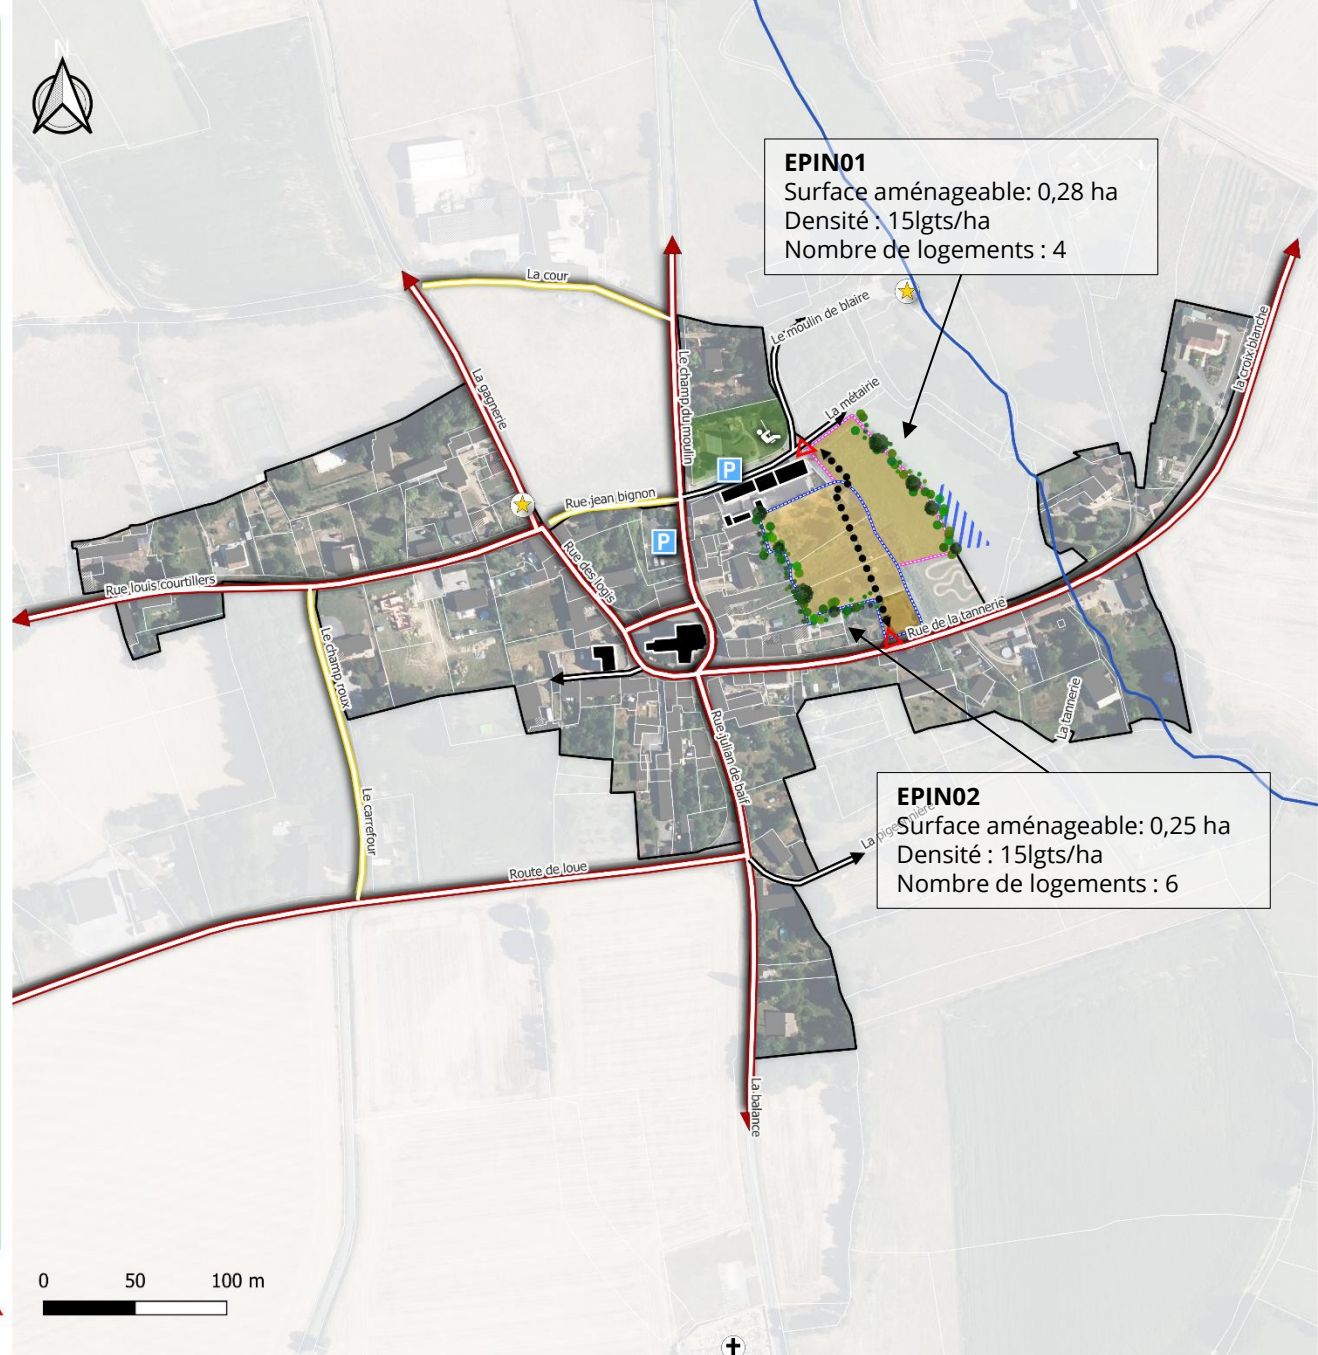 N
EPIN01
Surface aménageable: 0,28 ha
Densité : 15lgts/ha
Nombre de logements : 4
La cour
Le moulin de blaire
la croix blanche
La gagnerie
Le champ du moulin
La métairie
P
Rue jean bignon
P
Rue des logis
Rue louis courtillers
Rue de la tannerie
Le champ roux
La tannerie
Rue julian de baif
EPIN02
Surface aménageable: 0,25 ha
Densité : 15lgts/ha
Nombre de logements : 6
La pigeonnière
Le carrefour
Route de loue
La balance
0 50 100 m